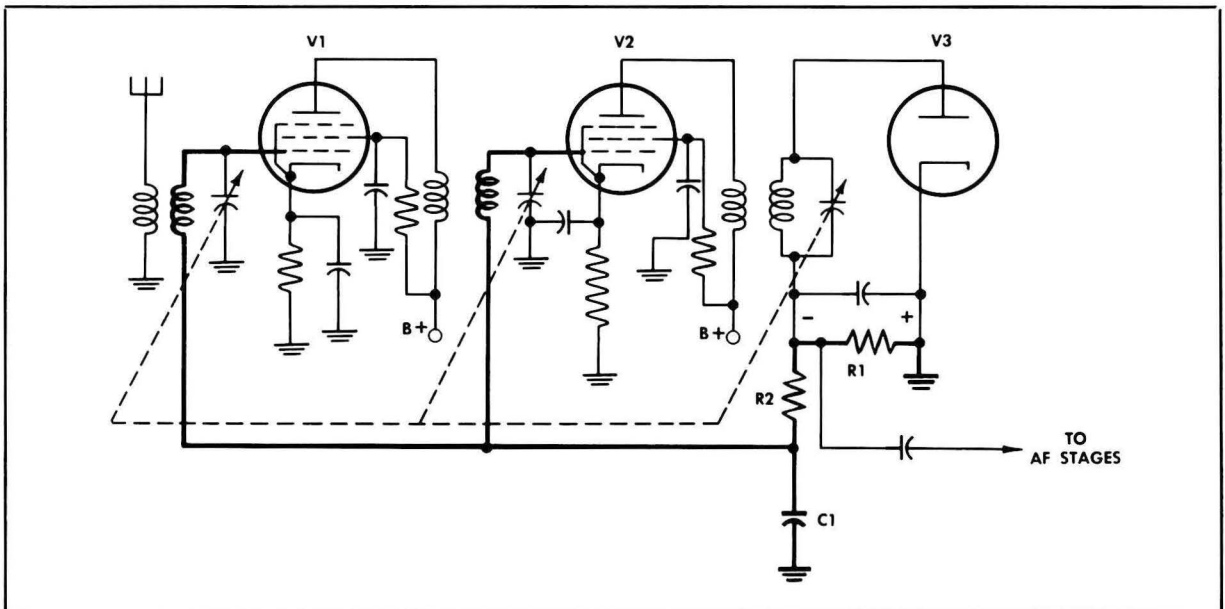 V1
V2
V3
B+
B+
- +
R1
R2
TO
AF STAGES
C1